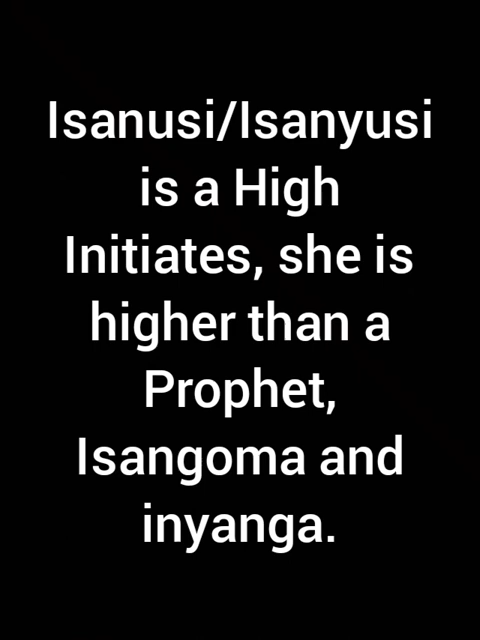 Isanusi/Isanyusi
is a High
Initiates, she is
higher than a
Prophet,
Isangoma and
inyanga.